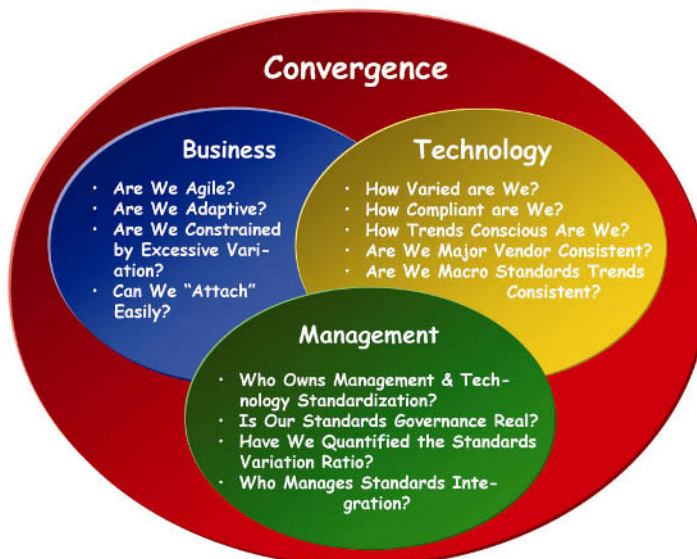 Convergence
Business
· Are We Agile?
· Are We Adaptive?
· Are We Constrained
by Excessive Vari-
ation?
· Can We “Attach”
Easily?
Technology
· How Varied are We?
· How Compliant are We?
· How Trends Conscious Are We?
· Are We Major Vendor Consistent?
· Are We Macro Standards Trends
Consistent?
Management
· Who Owns Management & Tech-
nology Standardization?
· Is Our Standards Governance Real?
· Have We Quantified the Standards
Variation Ratio?
· Who Manages Standards Inte-
gration?